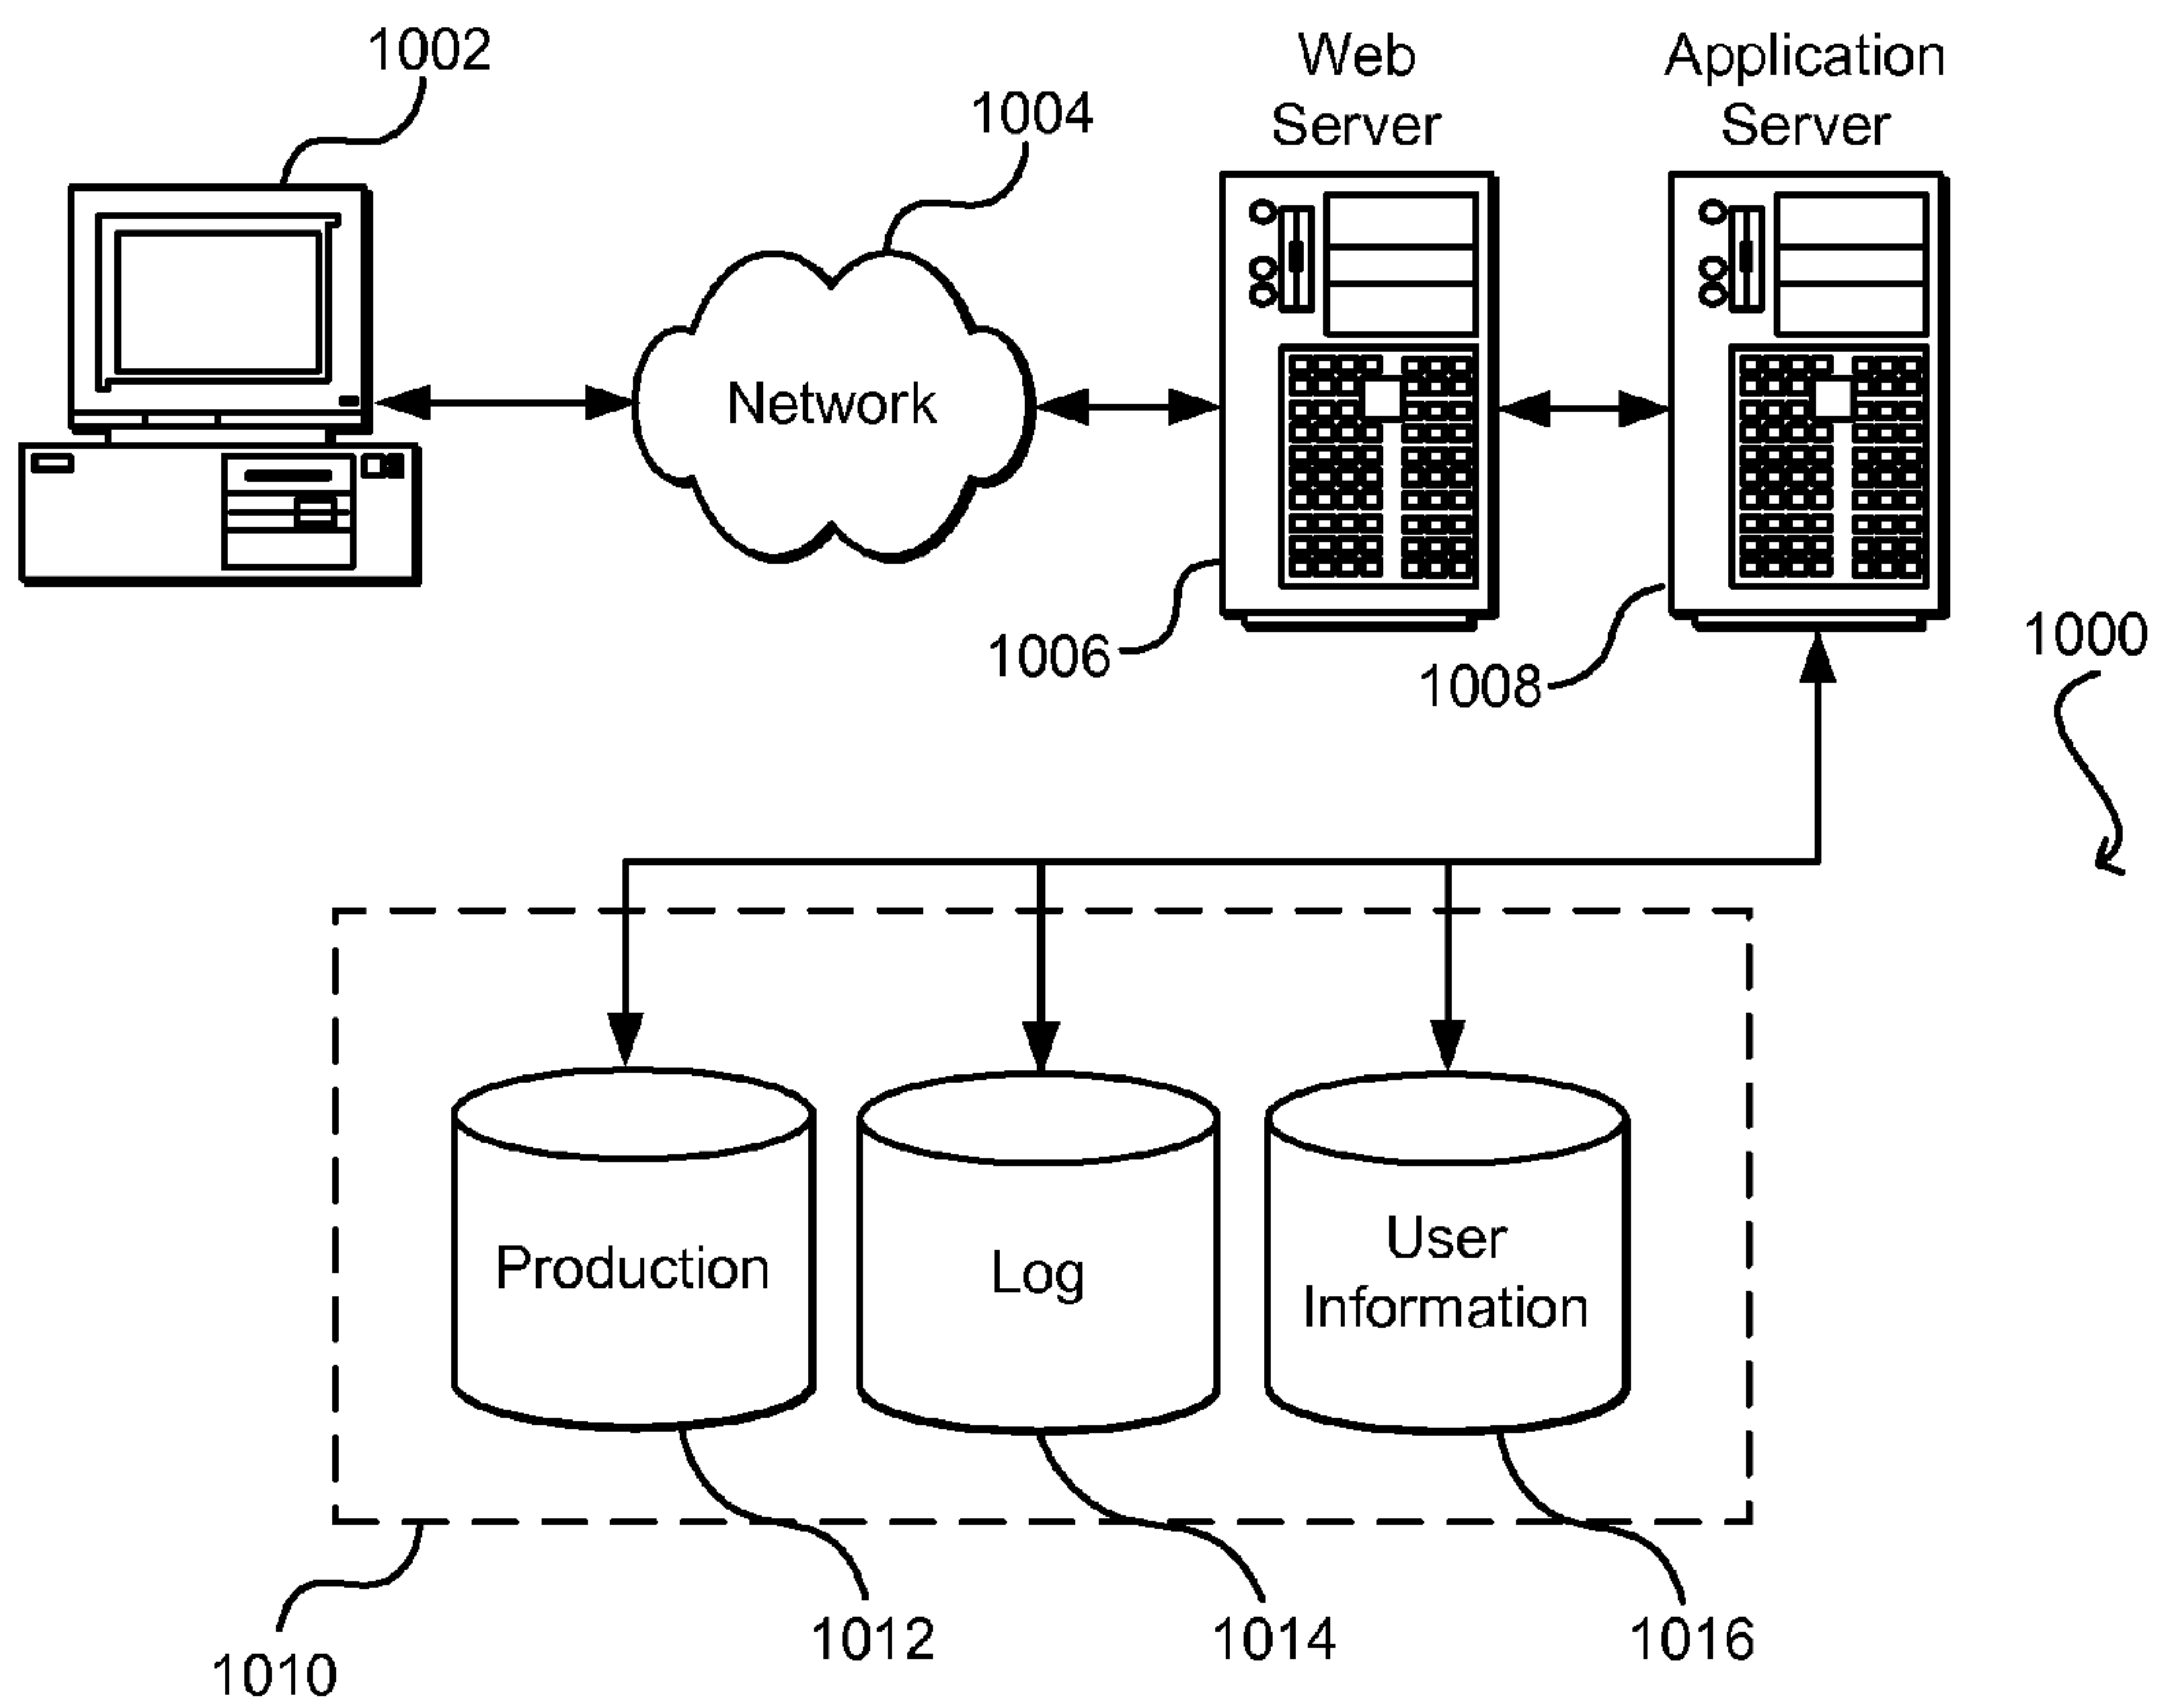 1002
1004
Web
Server
Application
Server
Network
1006
1008
1000
Production
Log
User
Information
1010
1012
1014
1016